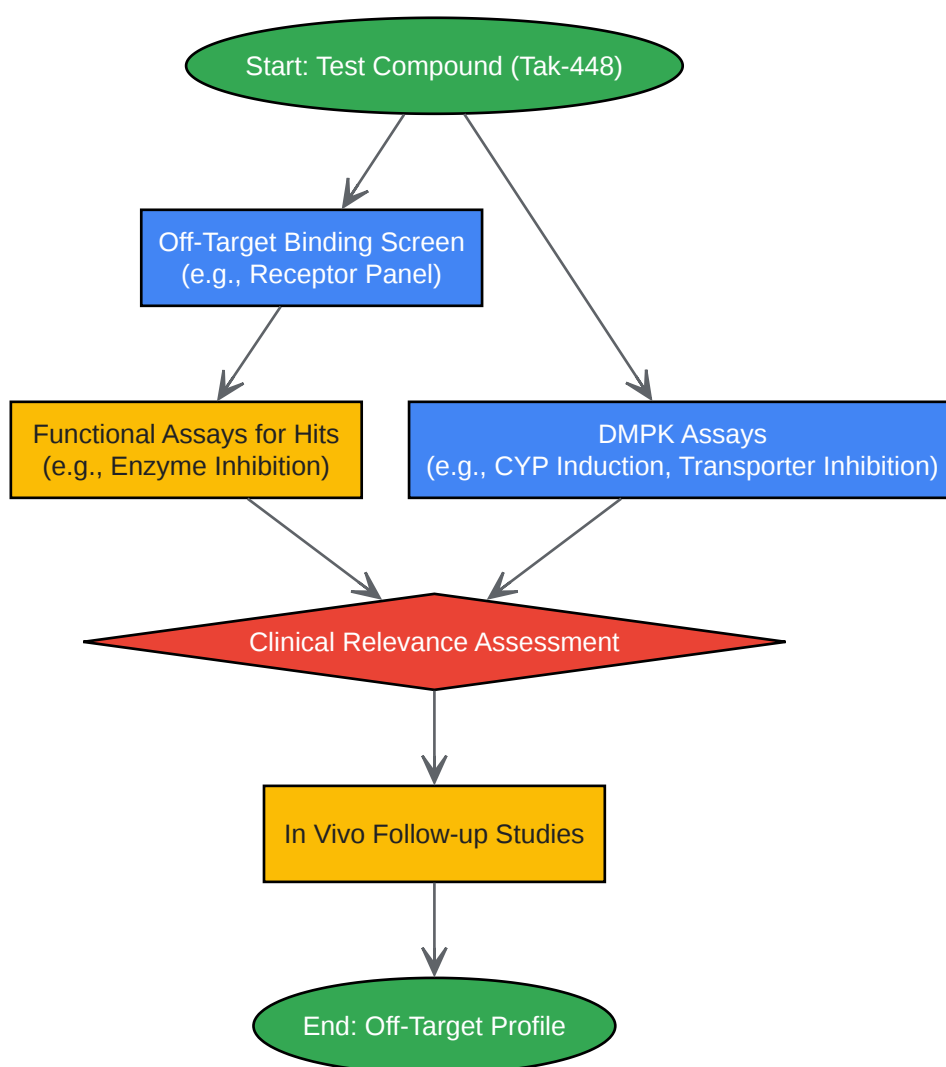 Start: Test Compound (Tak-448)
Off-Target Binding Screen
(e.g., Receptor Panel)
Functional Assays for Hits
(e.g., Enzyme Inhibition)
DMPK Assays
(e.g., CYP Induction, Transporter Inhibition)
Clinical Relevance Assessment
In Vivo Follow-up Studies
End: Off-Target Profile